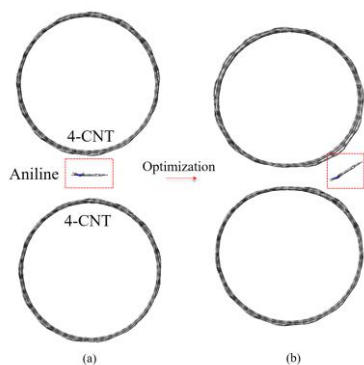 4-CNT
Aniline
Optimization
4-CNT
(a)
(b)